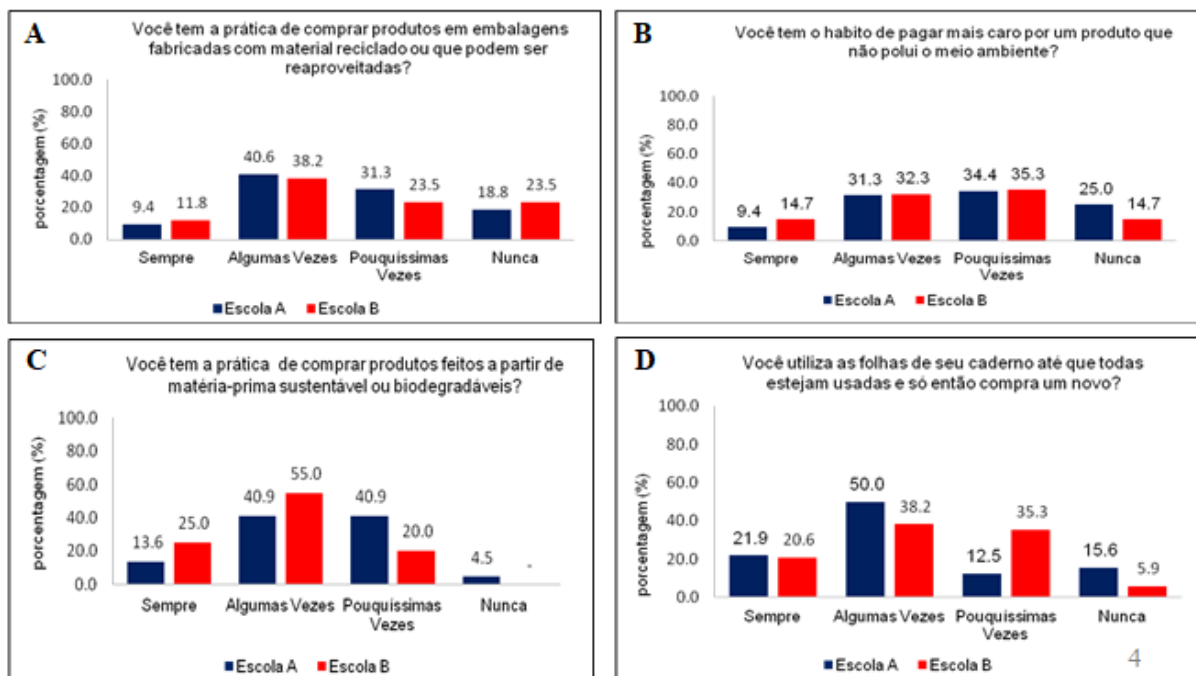 A
Você tem a prática de comprar produtos em embalagens
fabricadas com material reciclado ou que podem ser
reaproveitadas?
porcentagem (%)
100.0
80.0
60.0
40.0
20.0
0.0
9.4
11.8
40.6
38.2
31.3
23.5
18.8
23.5
Sempre
Algumas Vezes
Pouquíssimas
Vezes
Nunca
Escola A
Escola B
B
Você tem o habito de pagar mais caro por um produto que
não polui o meio ambiente?
porcentagem (%)
100.0
80.0
60.0
40.0
20.0
0.0
9.4
14.7
31.3
32.3
34.4
35.3
25.0
14.7
Sempre
Algumas Vezes
Pouquíssimas
Vezes
Nunca
Escola A
Escola B
C
Você tem a prática de comprar produtos feitos a partir de
matéria-prima sustentável ou biodegradáveis?
porcentagem (%)
100.0
80.0
60.0
40.0
20.0
0.0
13.6
25.0
40.9
55.0
40.9
20.0
4.5
-
Sempre
Algumas Vezes
Pouquíssimas
Vezes
Nunca
Escola A
Escola B
D
Você utiliza as folhas de seu caderno até que todas
estejam usadas e só então compra um novo?
porcentagem (%)
100.0
80.0
60.0
40.0
20.0
0.0
21.9
20.6
50.0
38.2
12.5
35.3
15.6
5.9
Sempre
Algumas Vezes
Pouquíssimas
Vezes
Nunca
Escola A
Escola B
4